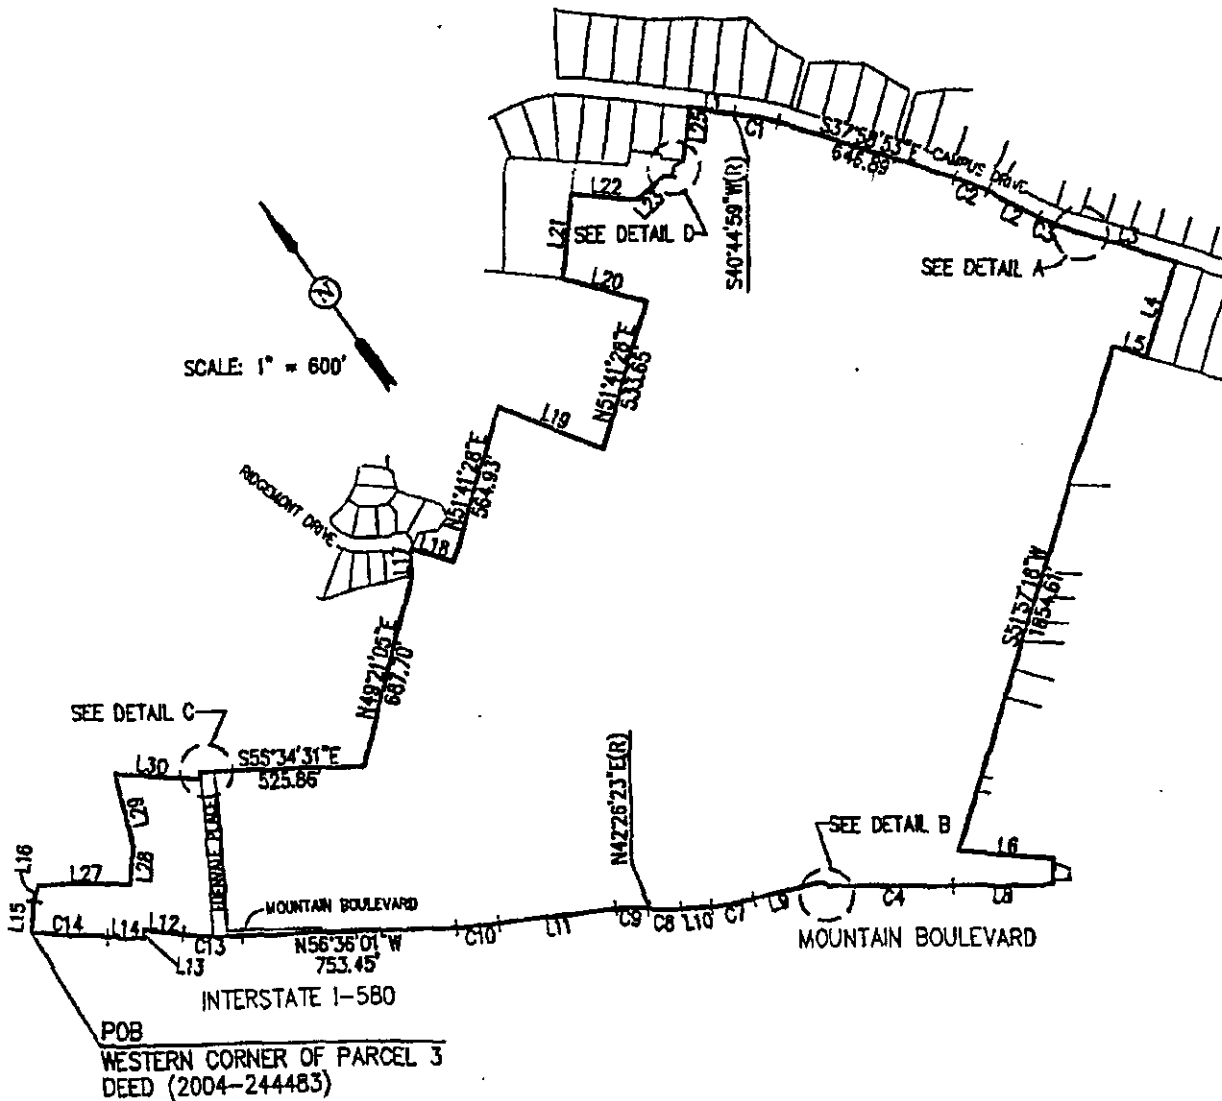 L25
C1
S37°58'53"E
646.89'
CAMPUS DRIVE
C2
L2
C3
L3
L22
L23
S40°44'59"W(R)
L21
SEE DETAIL D
SEE DETAIL A
L20
L4
L5
SCALE: 1" = 600'
N51°41'28"E
533.65'
L19
N51°41'28"E
564.93'
RIDGEMONT DRIVE
L18
L17
S51°57'18"W
1854.61'
N49°21'05"E
687.70'
SEE DETAIL C
L30
S55°34'31"E
525.86'
L29
N42°26'23"E(R)
SEE DETAIL B
L6
L16
L27
L28
L15
C14
L14
L12
C13
L13
MOUNTAIN BOULEVARD
N56°36'01"W
753.45'
C10
L11
C9
C8
L10
C7
L9
C4
L8
MOUNTAIN BOULEVARD
INTERSTATE I-580
POB
WESTERN CORNER OF PARCEL 3
DEED (2004-244483)